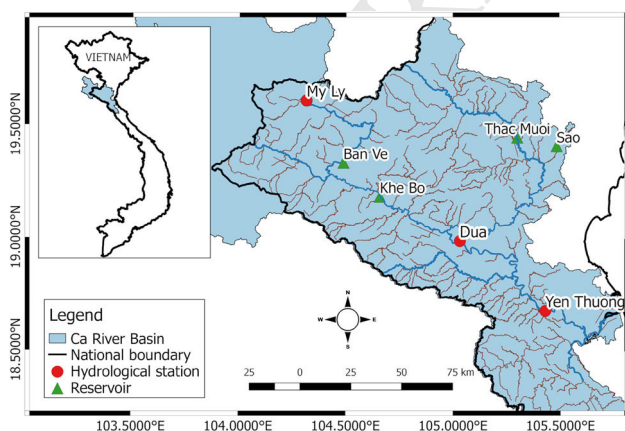 VIETNAM
My Ly
Thac Muoi
Sao
Ban Ve
Khe Bo
Dua
Yen Thuong
19.5000°N
19.0000°N
18.5000°N
Legend
Ca River Basin
National boundary
Hydrological station
Reservoir
N
W E
S
25 0 25 50 75 km
103.5000°E 104.0000°E 104.5000°E 105.0000°E 105.5000°E